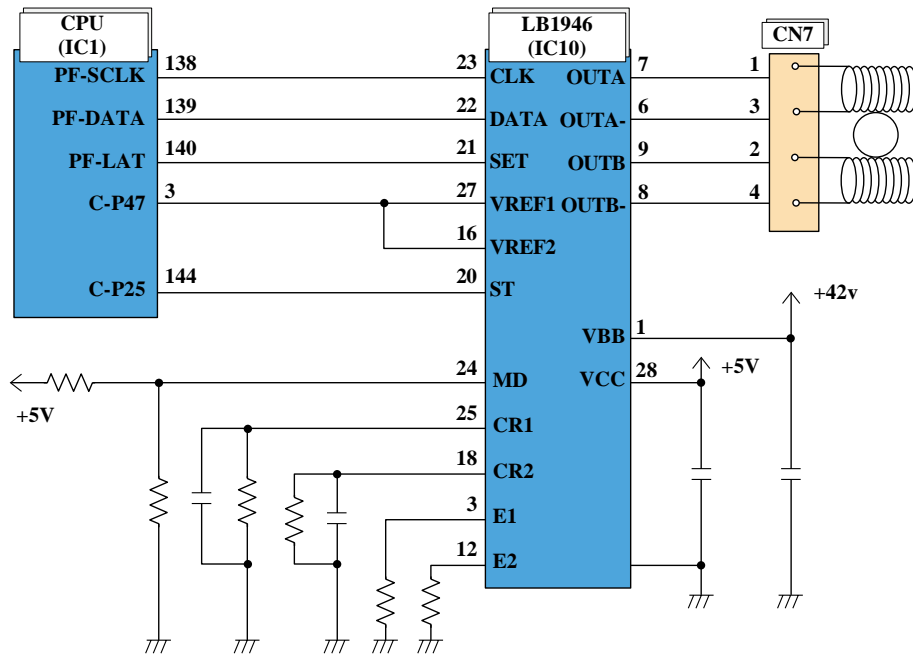 CPU
(IC1)
LB1946
(IC10)
CN7
PF-SCLK 138 23 CLK OUTA 7 1
PF-DATA 139 22 DATA OUTA- 6 3
PF-LAT 140 21 SET OUTB 9 2
C-P47 3 27 VREF1 OUTB- 8 4
16 VREF2
C-P25 144 20 ST
+42v
VBB 1
+5V
24 MD VCC 28
+5V
25 CR1
18 CR2
3 E1
12 E2